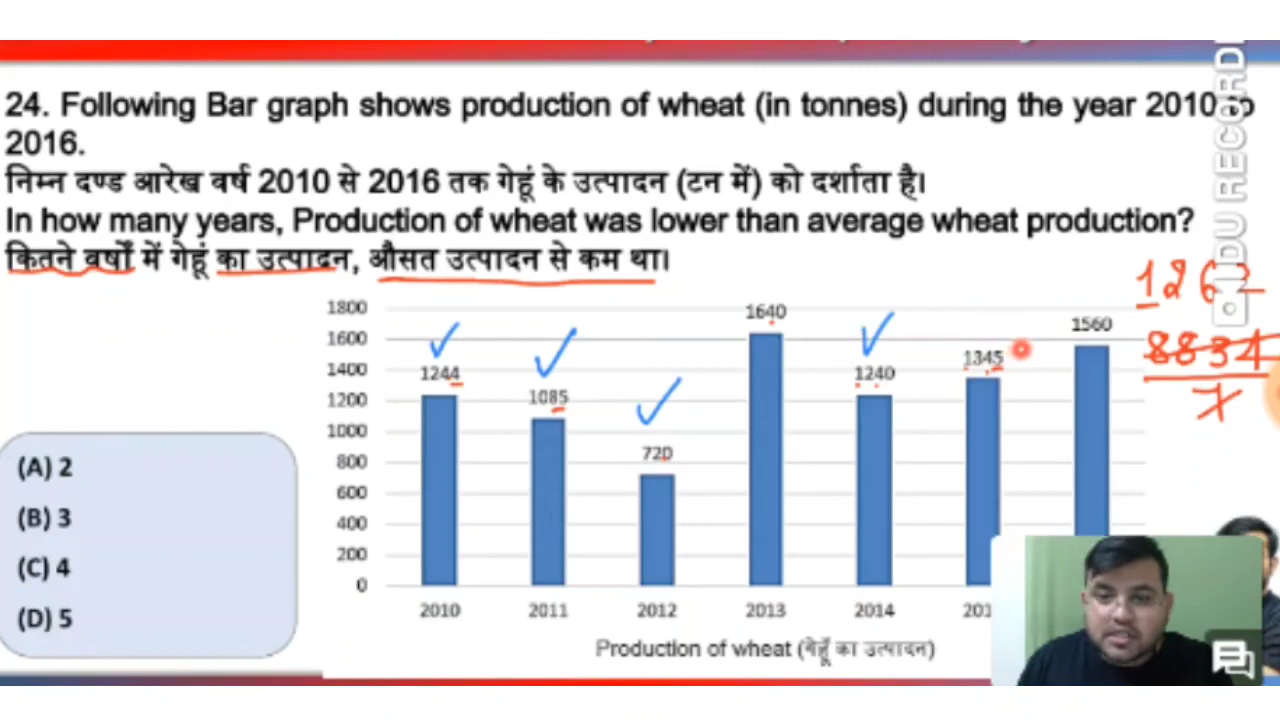 24. Following Bar graph shows production of wheat (in tonnes) during the year 2010 to
2016.
निम्न दण्ड आरेख वर्ष 2010 से 2016 तक गेहूं के उत्पादन (टन में) को दर्शाता है।
In how many years, Production of wheat was lower than average wheat production?
कितने वर्षों में गेहूं का उत्पादन, औसत उत्पादन से कम था।
1262
8834
7
1800
1600
1400
1200
1000
800
600
400
200
0
1244
1085
720
1640
1240
1345
1560
2010
2011
2012
2013
2014
201
Production of wheat (गेहूँ का उत्पादन)
(A) 2
(B) 3
(C) 4
(D) 5
DU RECORD